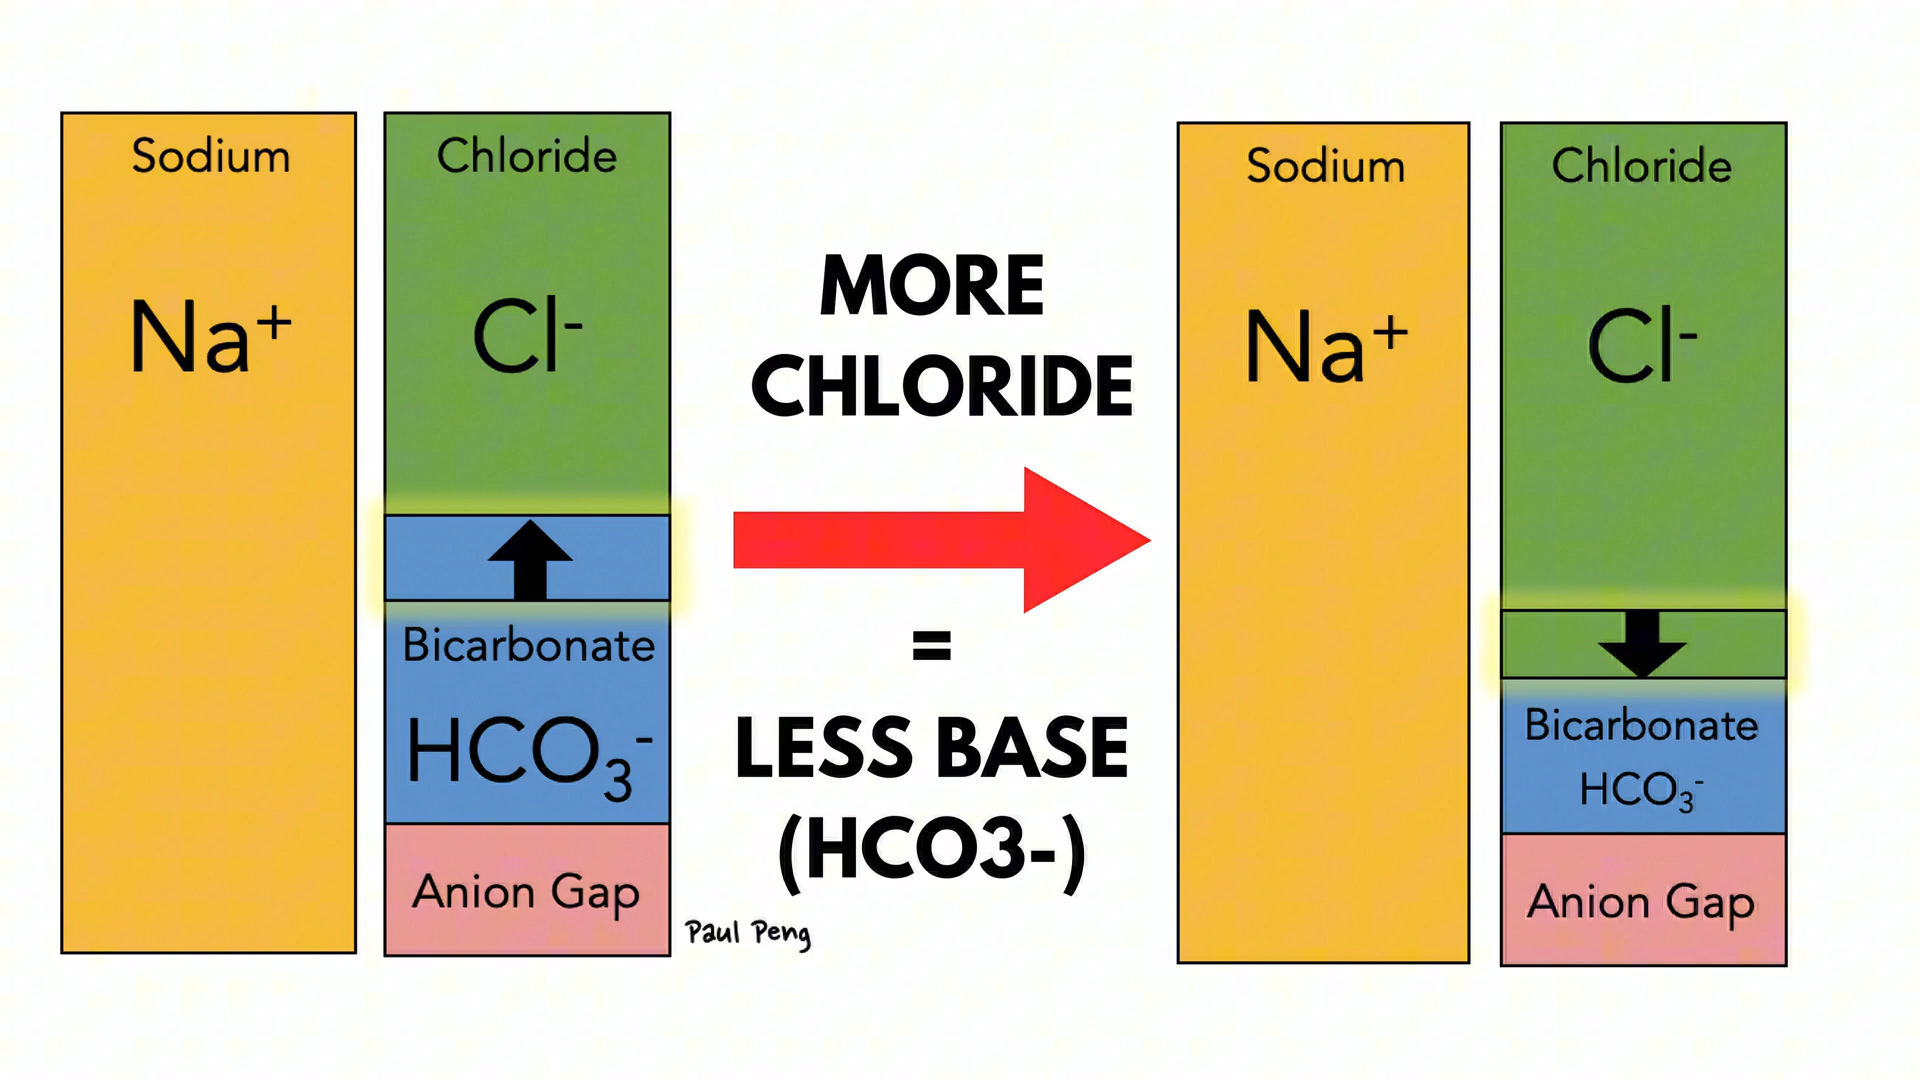 Sodium
Na⁺
Chloride
Cl⁻
Bicarbonate
HCO₃⁻
Anion Gap
MORE
CHLORIDE
=
LESS BASE
(HCO3-)
Paul Peng
Sodium
Na⁺
Chloride
Cl⁻
Bicarbonate
HCO₃⁻
Anion Gap